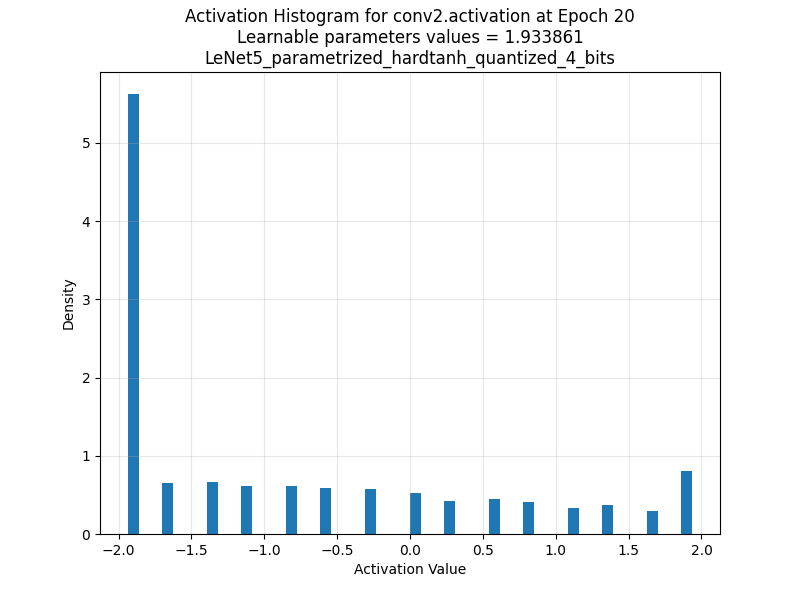 Activation Histogram for conv2.activation at Epoch 20
Learnable parameters values = 1.933861
LeNet5_parametrized_hardtanh_quantized_4_bits
Density
5
4
3
2
1
0
−2.0 −1.5 −1.0 −0.5 0.0 0.5 1.0 1.5 2.0
Activation Value